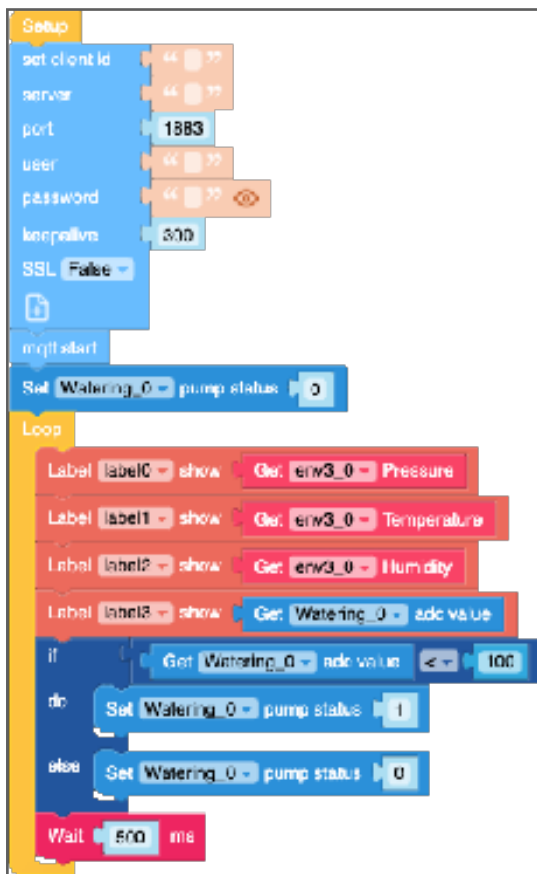 Setup
set client id “ ”
server “ ”
port 1883
user “ ”
password “ ”
keepalive 300
SSL False
mqtt start
Set Watering_0 pump status 0
Loop
Label label0 show Get env3_0 Pressure
Label label1 show Get env3_0 Temperature
Label label2 show Get env3_0 Humidity
Label label3 show Get Watering_0 adc value
if Get Watering_0 adc value < 100
do Set Watering_0 pump status 1
else Set Watering_0 pump status 0
Wait 500 ms